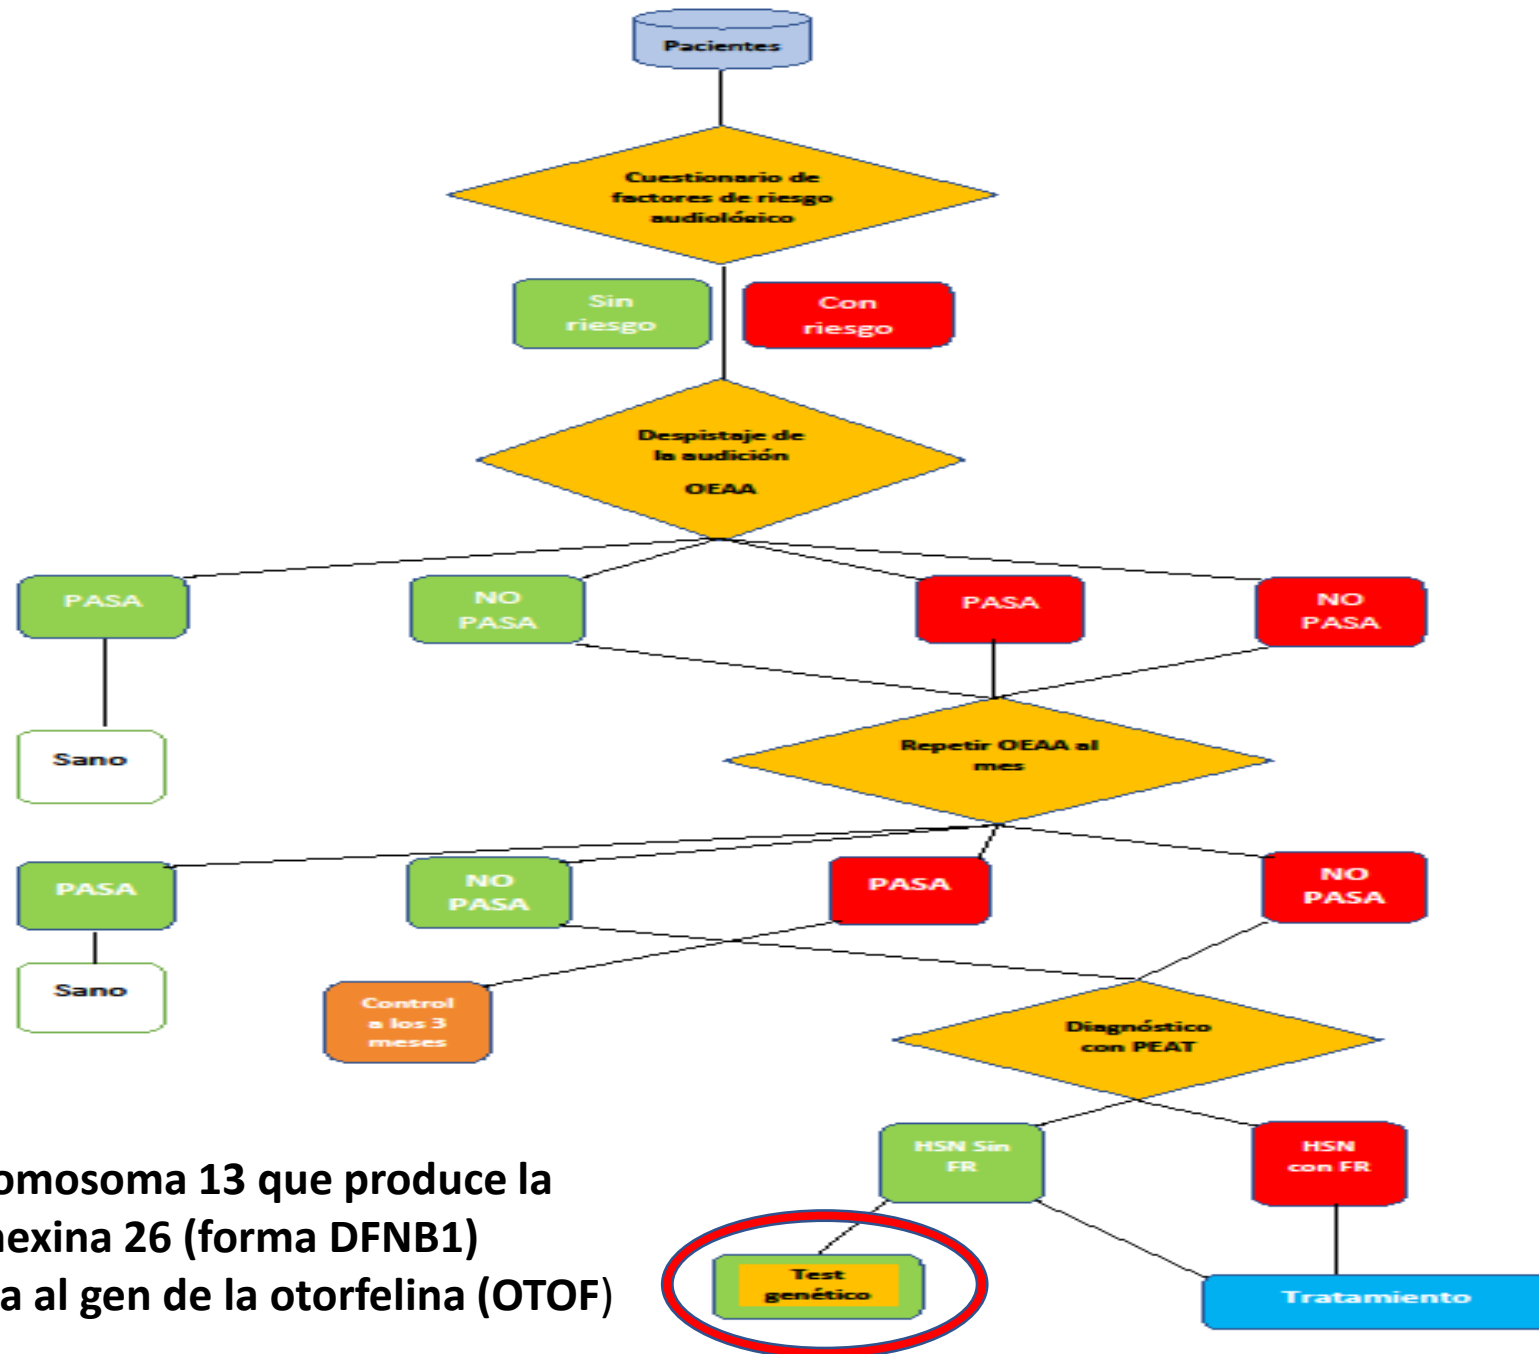 Pacientes
Cuestionario de
factores de riesgo
audiológico
Sin
riesgo
Con
riesgo
Despistaje de
la audición
OEAA
PASA
NO
PASA
PASA
NO
PASA
Sano
Repetir OEAA al
mes
PASA
NO
PASA
PASA
NO
PASA
Sano
Control
a los 3
meses
Diagnóstico
con PEAT
HSN Sin
FR
HSN
con FR
Test
genético
Tratamiento
omosoma 13 que produce la
nexina 26 (forma DFNB1)
a al gen de la otorfelina (OTOF)